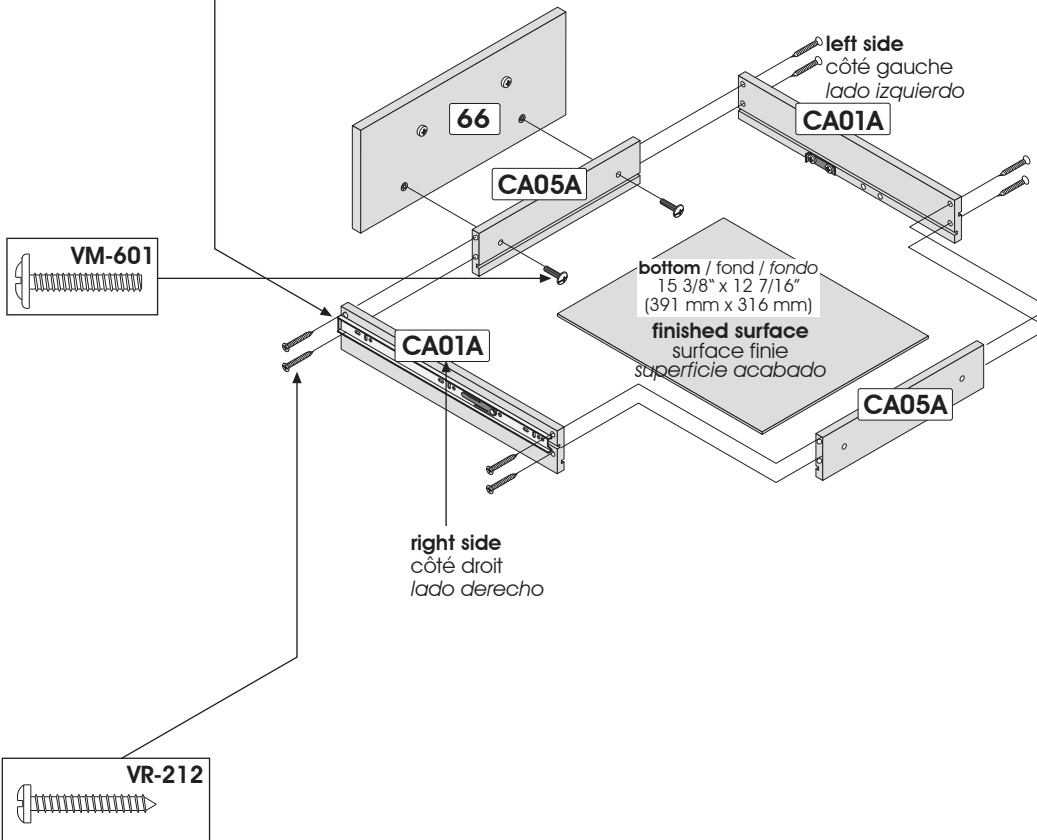 left side
côté gauche
lado izquierdo
CA01A
66
CA05A
VM-601
bottom / fond / fondo
15 3/8“ x 12 7/16”
(391 mm x 316 mm)
finished surface
surface finie
superficie acabado
CA01A
CA05A
right side
côté droit
lado derecho
VR-212